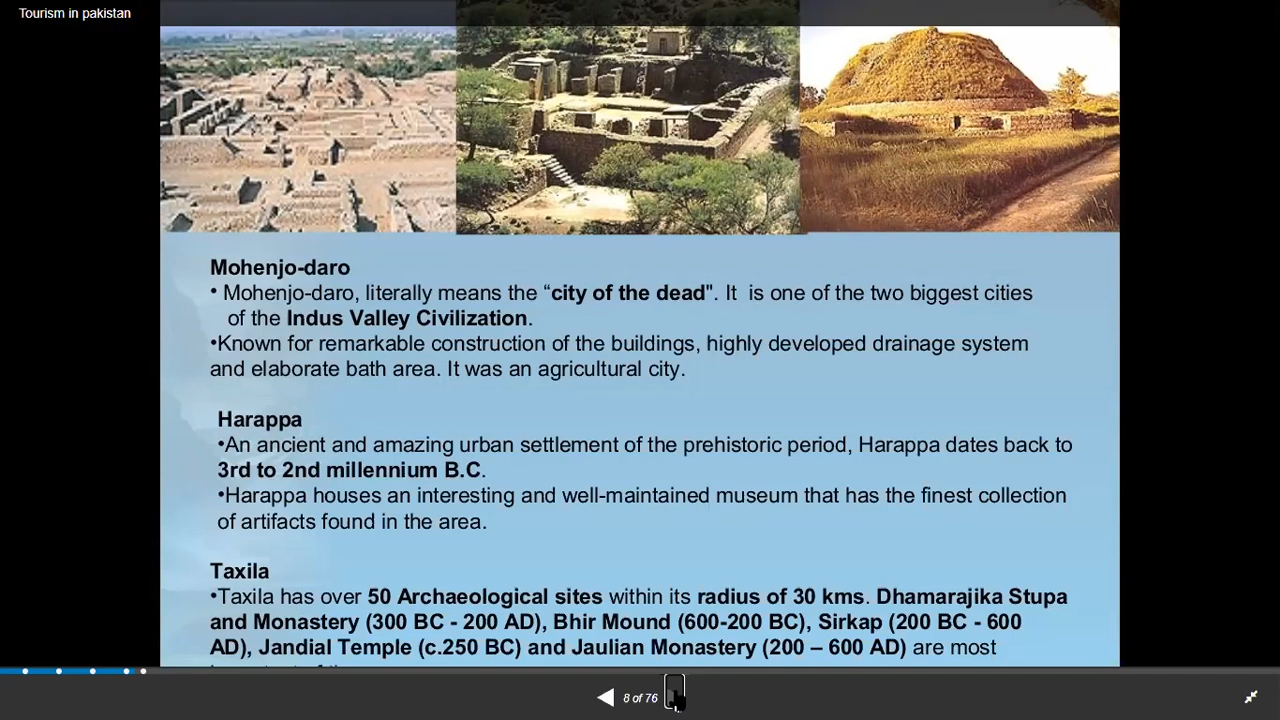 Tourism in pakistan
Mohenjo-daro
• Mohenjo-daro, literally means the “city of the dead". It  is one of the two biggest cities
of the Indus Valley Civilization.
•Known for remarkable construction of the buildings, highly developed drainage system
and elaborate bath area. It was an agricultural city.
Harappa
•An ancient and amazing urban settlement of the prehistoric period, Harappa dates back to
3rd to 2nd millennium B.C.
•Harappa houses an interesting and well-maintained museum that has the finest collection
of artifacts found in the area.
Taxila
•Taxila has over 50 Archaeological sites within its radius of 30 kms. Dhamarajika Stupa
and Monastery (300 BC - 200 AD), Bhir Mound (600-200 BC), Sirkap (200 BC - 600
AD), Jandial Temple (c.250 BC) and Jaulian Monastery (200 – 600 AD) are most
8 of 76